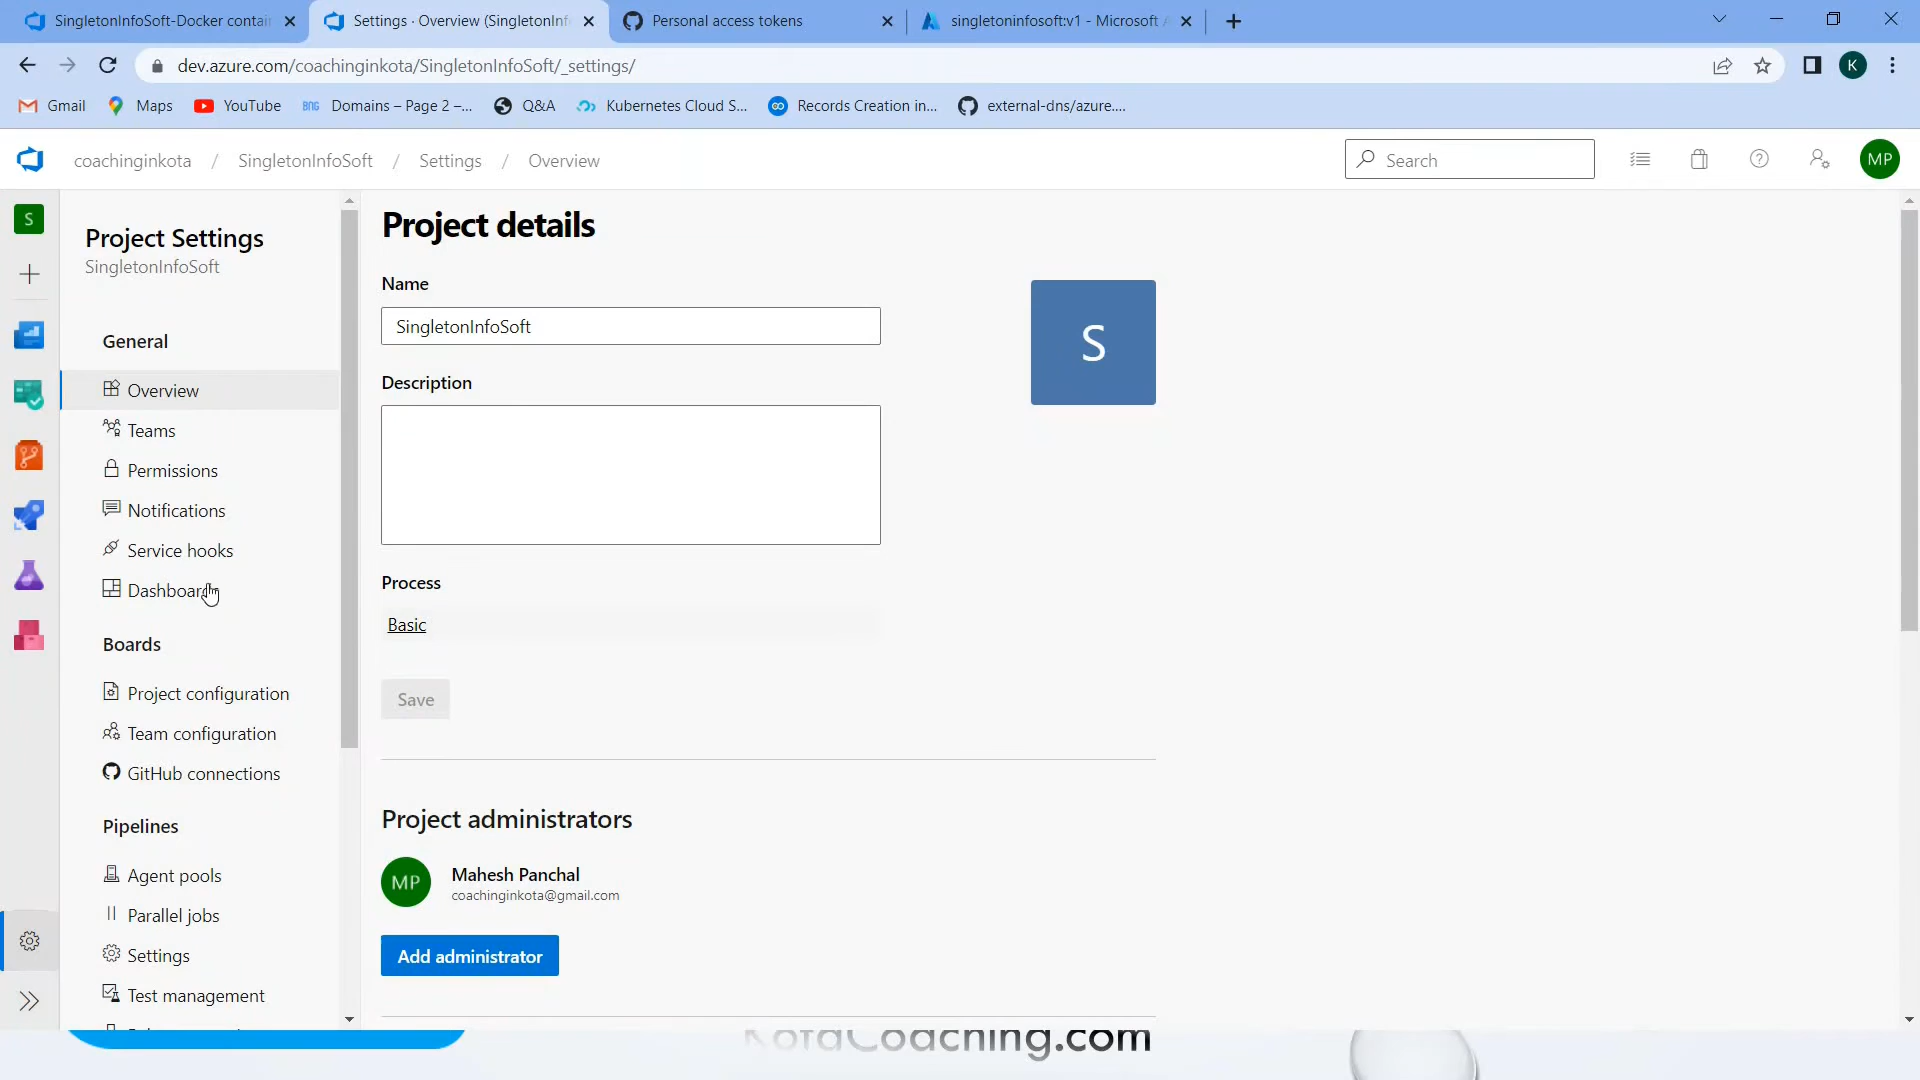 SingletonInfoSoft-Docker contai
Settings · Overview (SingletonInf
Personal access tokens
singletoninfosoft:v1 - Microsoft A
dev.azure.com/coachinginkota/SingletonInfoSoft/_settings/
K
Gmail
Maps
YouTube
BNG
Domains – Page 2 –...
Q&A
Kubernetes Cloud S...
Records Creation in...
external-dns/azure....
coachinginkota / SingletonInfoSoft / Settings / Overview
Search
MP
S
Project Settings
SingletonInfoSoft
General
Overview
Teams
Permissions
Notifications
Service hooks
Boards
Project configuration
Team configuration
GitHub connections
Pipelines
Agent pools
Parallel jobs
Settings
Test management
Project details
Name
SingletonInfoSoft
S
Description
Process
Basic
Save
Project administrators
MP
Mahesh Panchal
coachinginkota@gmail.com
Add administrator
KotaCoaching.com